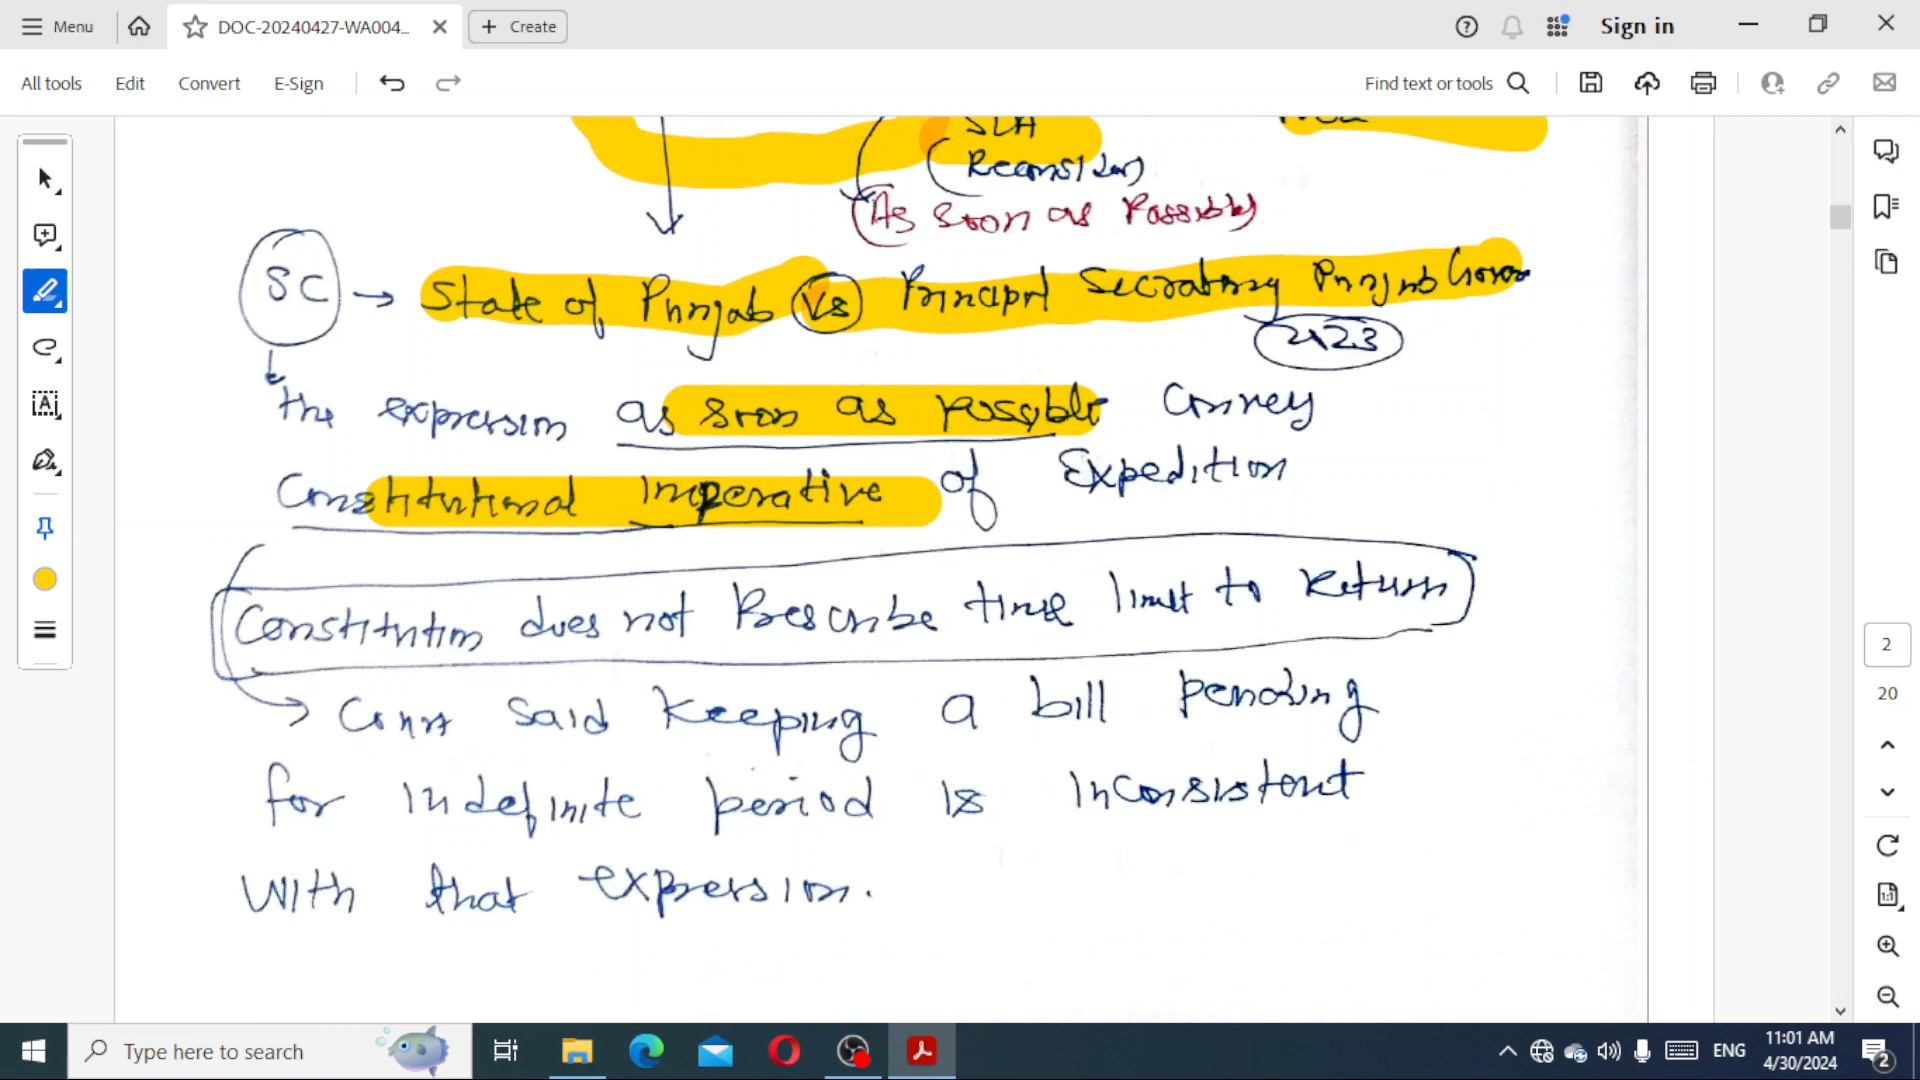 Menu
DOC-20240427-WA004...
Create
Sign in
All tools
Edit
Convert
E-Sign
Find text or tools
SLA
(As soon as Possible)
SC → State of Punjab Vs Principal Secretary Punjab Governor
2023
the expression as soon as possible Convey
Constitutional Imperative of Expedition
Constitution does not Prescribe time limit to Return
→ Court said Keeping a bill pending
for indefinite period is inconsistent
with that expression.
2
20
Type here to search
ENG
11:01 AM
4/30/2024
2